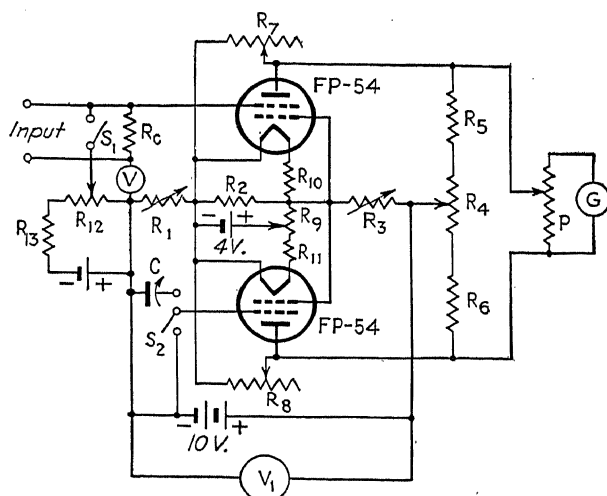 R7
FP-54
Input
S1
Rc
R5
V
R10
R12
R1
R2
R9
R3
R4
P
G
R13
- +
4V.
R11
- +
C
S2
FP-54
R6
R8
- +
10V.
V1